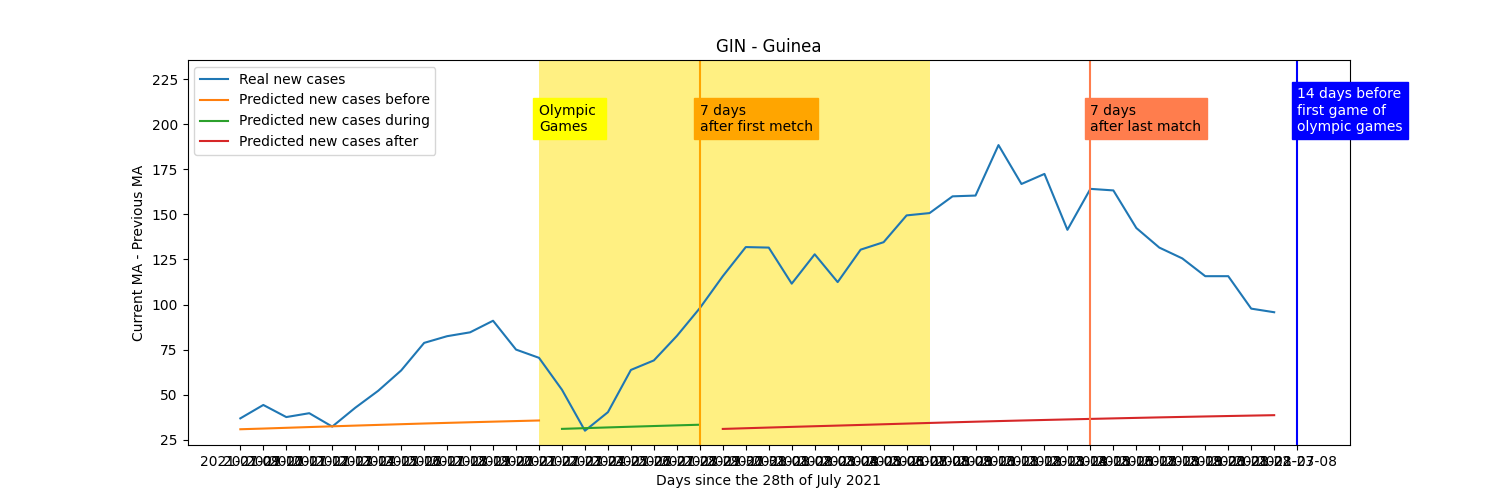 GIN - Guinea
Real new cases
Predicted new cases before
Predicted new cases during
Predicted new cases after
Olympic
Games
7 days
after first metch
7 days
after last match
14 days before
first game of
olympic games
Current MA - Previous MA
225
200
175
150
125
100
75
50
25
Days since the 28th of July 2021